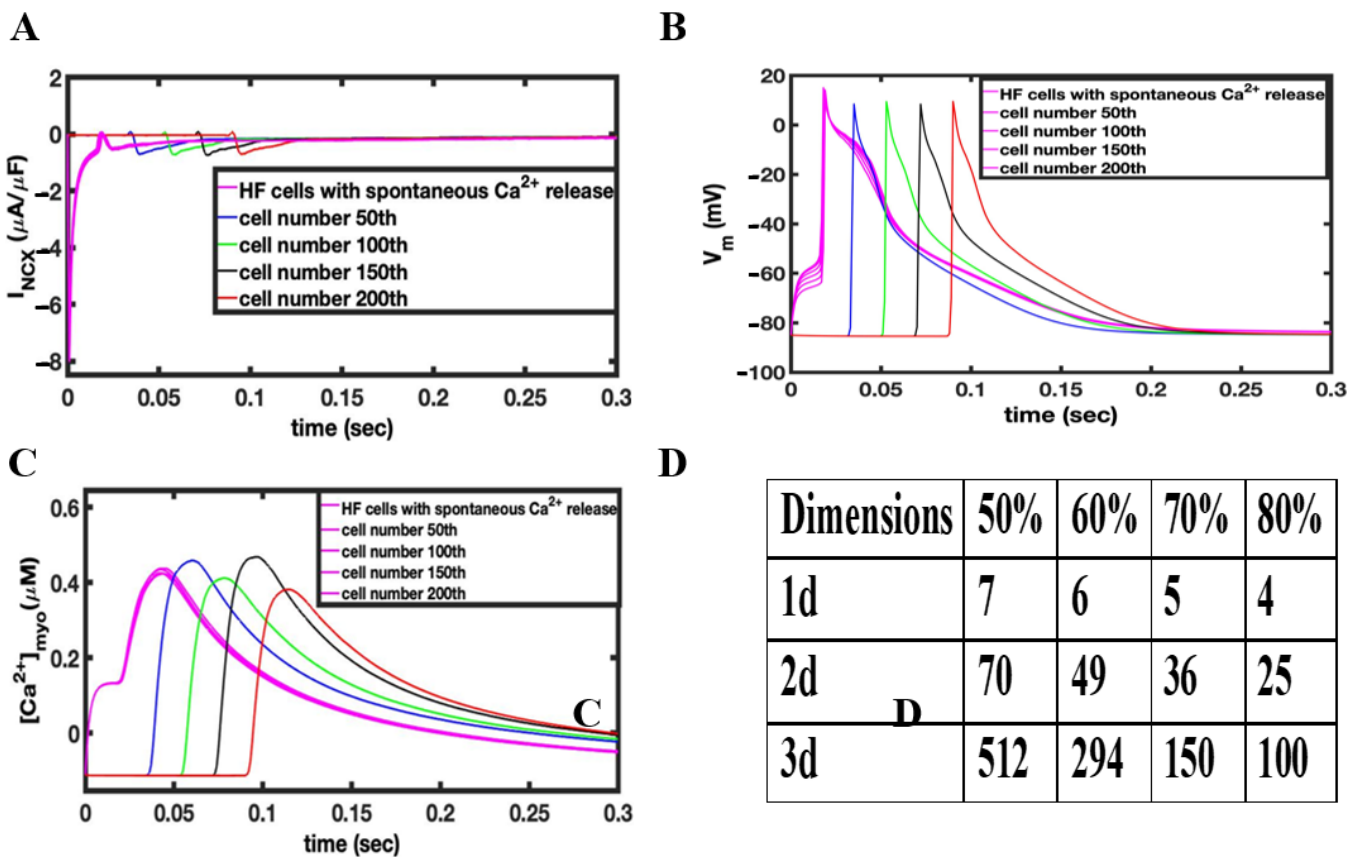 A
2
0
−2
−4
−6
−8
I_NCX (μA/μF)
HF cells with spontaneous Ca²⁺ release
cell number 50th
cell number 100th
cell number 150th
cell number 200th
0 0.05 0.1 0.15 0.2 0.25 0.3
time (sec)
B
20
0
−20
−40
−60
−80
−100
V_m (mV)
HF cells with spontaneous Ca²⁺ release
cell number 50th
cell number 100th
cell number 150th
cell number 200th
0 0.05 0.1 0.15 0.2 0.25 0.3
time (sec)
C
0.6
0.4
0.2
0
[Ca²⁺]_myo(μM)
HF cells with spontaneous Ca²⁺ release
cell number 50th
cell number 100th
cell number 150th
cell number 200th
C
0 0.05 0.1 0.15 0.2 0.25 0.3
time (sec)
D
Dimensions 50% 60% 70% 80%
1d 7 6 5 4
2d 70 49 36 25
D
3d 512 294 150 100